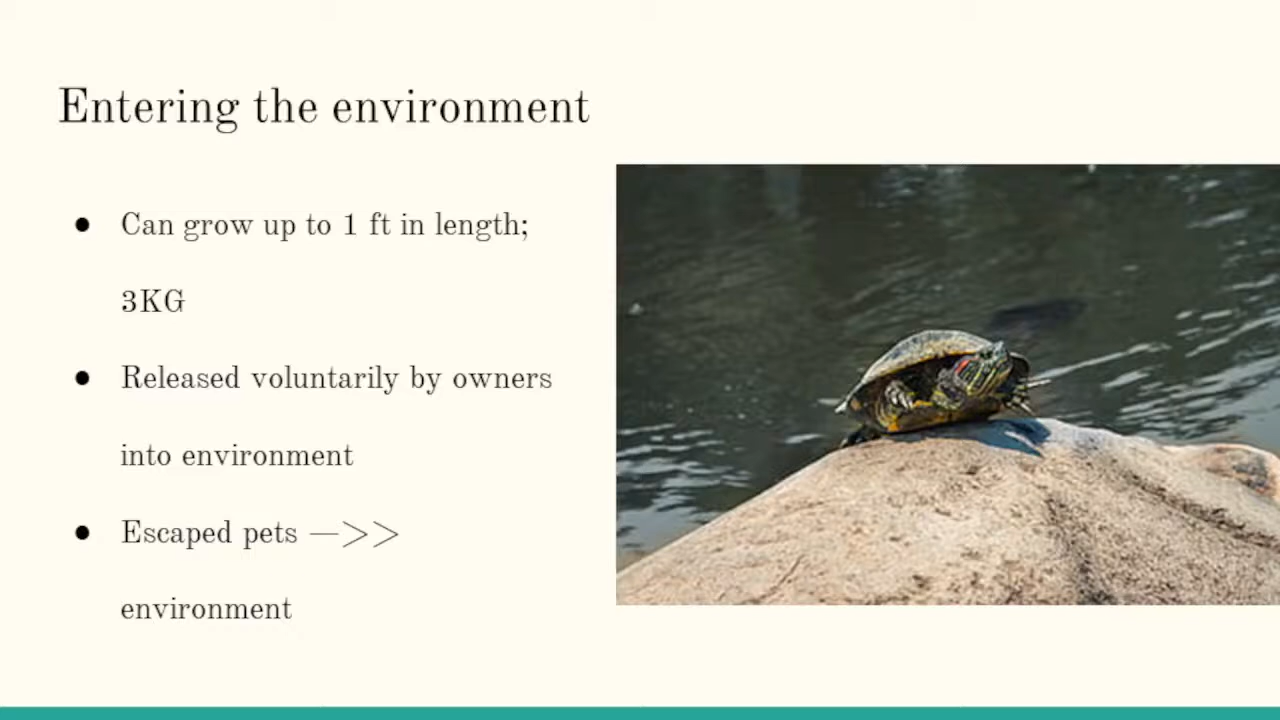 Entering the environment
● Can grow up to 1 ft in length;
3KG
● Released voluntarily by owners
into environment
● Escaped pets —>>
environment